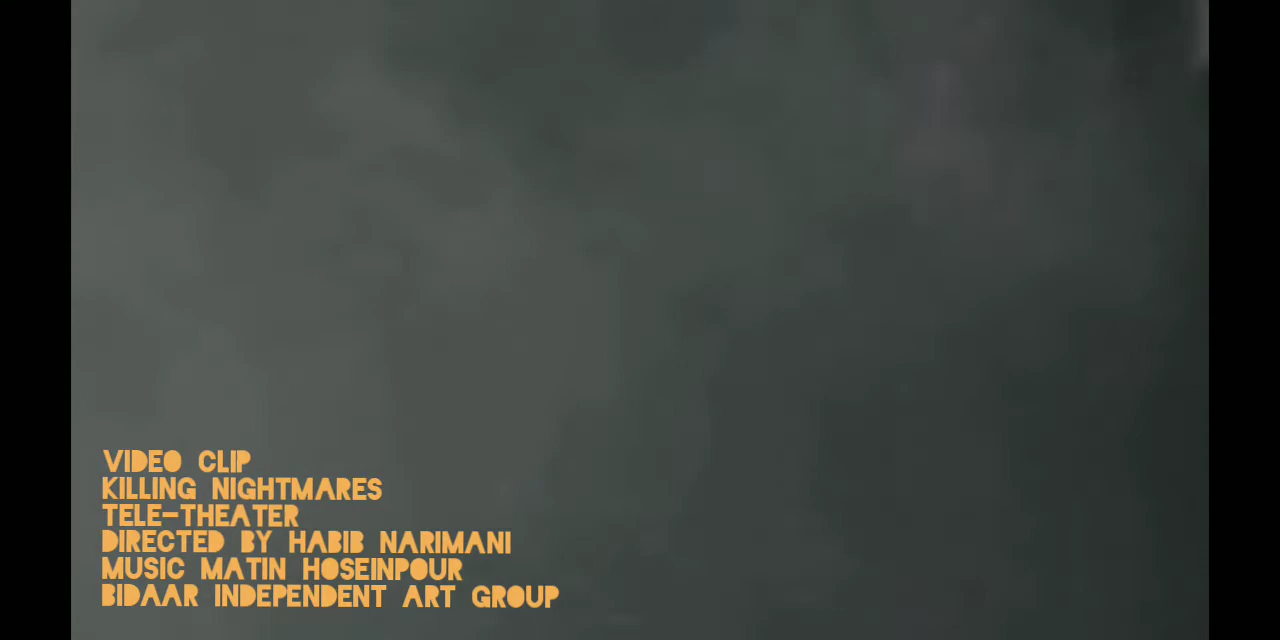 VIDEO CLIP
KILLING NIGHTMARES
TELE-THEATER
DIRECTED BY HABIB NARIMANI
MUSIC MATIN HOSEINPOUR
BIDAAR INDEPENDENT ART GROUP